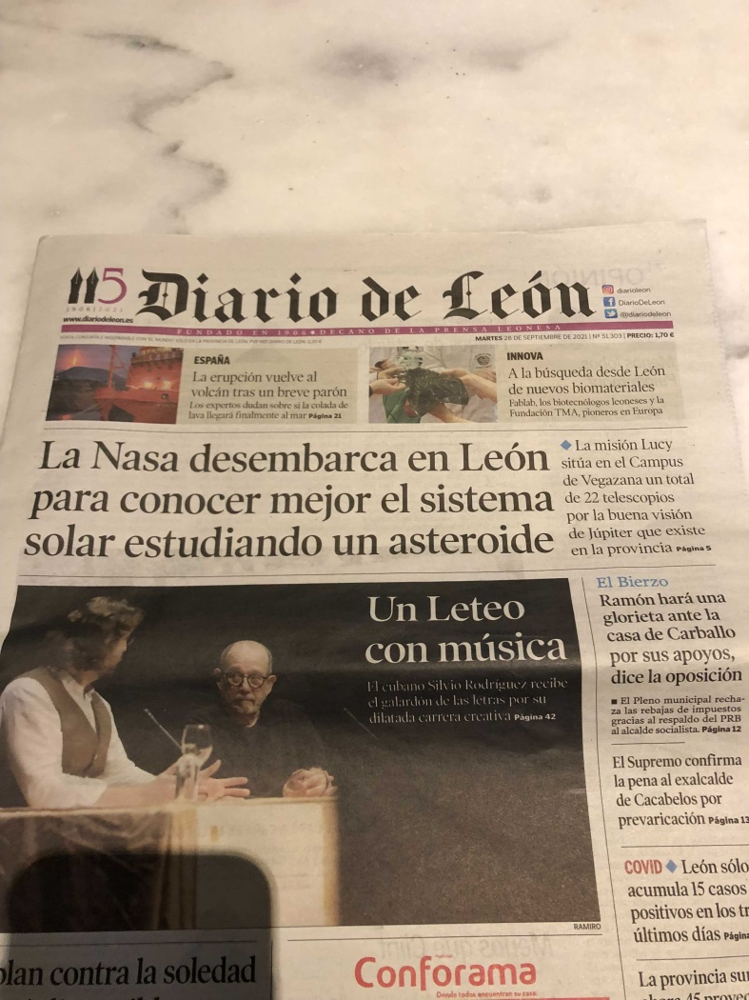 115
1906|2021
www.diariodeleon.es
Diario de León
diarioleon
DiarioDeLeon
@diariodeleon
FUNDADO EN 1906 ◆ DECANO DE LA PRENSA LEONESA
MARTES 28 DE SEPTIEMBRE DE 2021 | Nº 51.303 | PRECIO: 1,70 €
ESPAÑA
La erupción vuelve al
volcán tras un breve parón
Los expertos dudan sobre si la colada de
lava llegará finalmente al mar Página 21
INNOVA
A la búsqueda desde León
de nuevos biomateriales
Fablab, los biotecnólogos leoneses y la
Fundación TMA, pioneros en Europa
La Nasa desembarca en León
para conocer mejor el sistema
solar estudiando un asteroide
◆ La misión Lucy
sitúa en el Campus
de Vegazana un total
de 22 telescopios
por la buena visión
de Júpiter que existe
en la provincia Página 5
Un Leteo
con música
El cubano Silvio Rodríguez recibe
el galardón de las letras por su
dilatada carrera creativa Página 42
RAMIRO
El Bierzo
Ramón hará una
glorieta ante la
casa de Carballo
por sus apoyos,
dice la oposición
■ El Pleno municipal recha-
za las rebajas de impuestos
gracias al respaldo del PRB
al alcalde socialista. Página 12
El Supremo confirma
la pena al exalcalde
de Cacabelos por
prevaricación Página 13
COVID ◆ León sólo
acumula 15 casos
positivos en los tr
últimos días Página
La provincia su
plan contra la soledad
Conforama
Donde todos encuentran su casa.